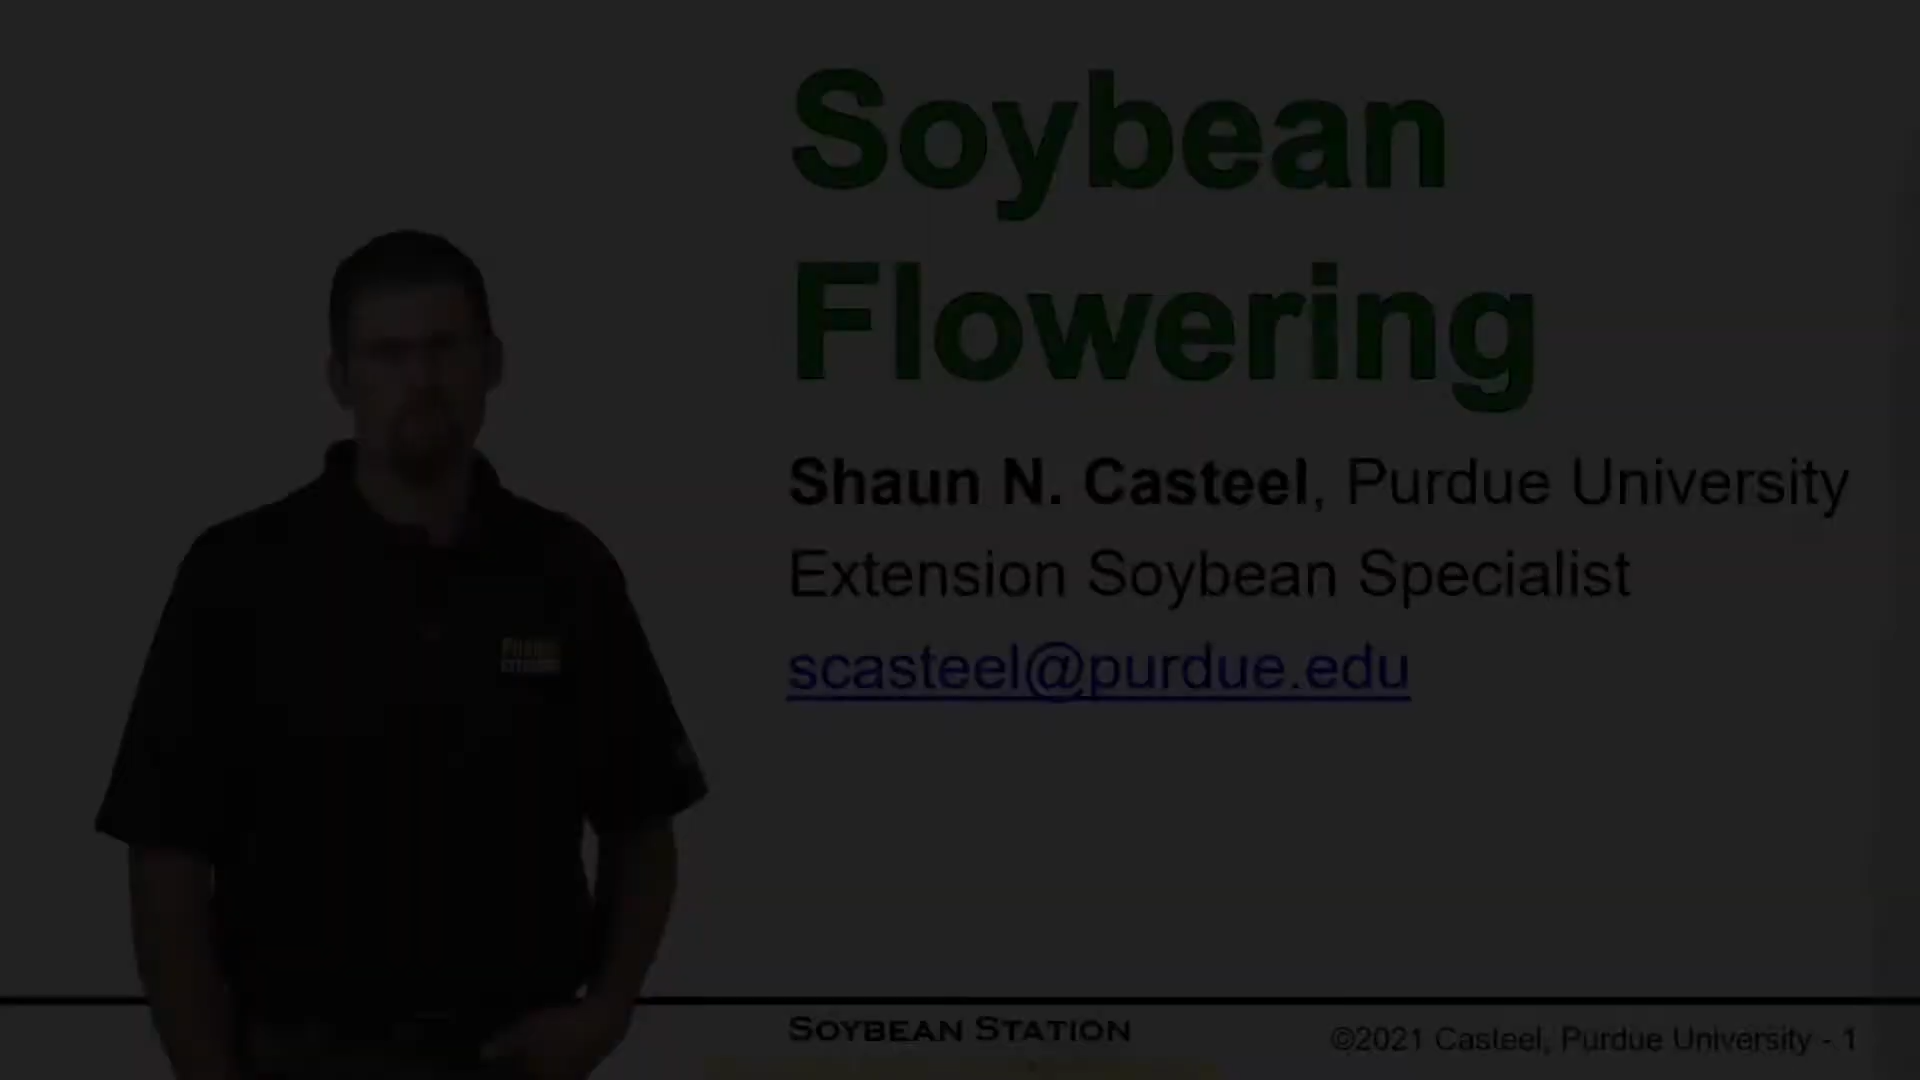 Soybean
Flowering
Shaun N. Casteel, Purdue University
Extension Soybean Specialist
scasteel@purdue.edu
SOYBEAN STATION
©2021 Casteel, Purdue University - 1